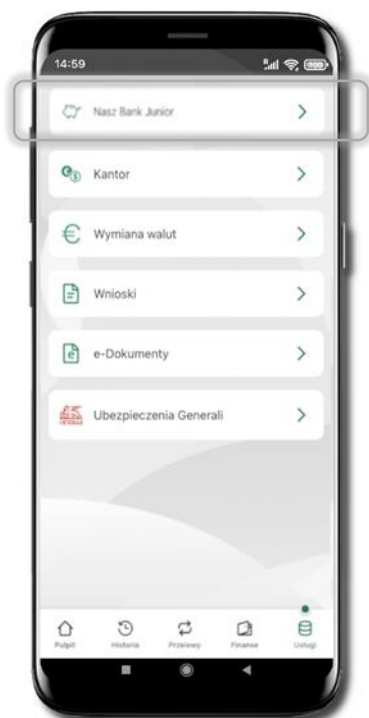 14:59
Nasz Bank Junior
Kantor
Wymiana walut
Wnioski
e-Dokumenty
Ubezpieczenia Generali
Pulpit
Historia
Przelewy
Finanse
Usługi